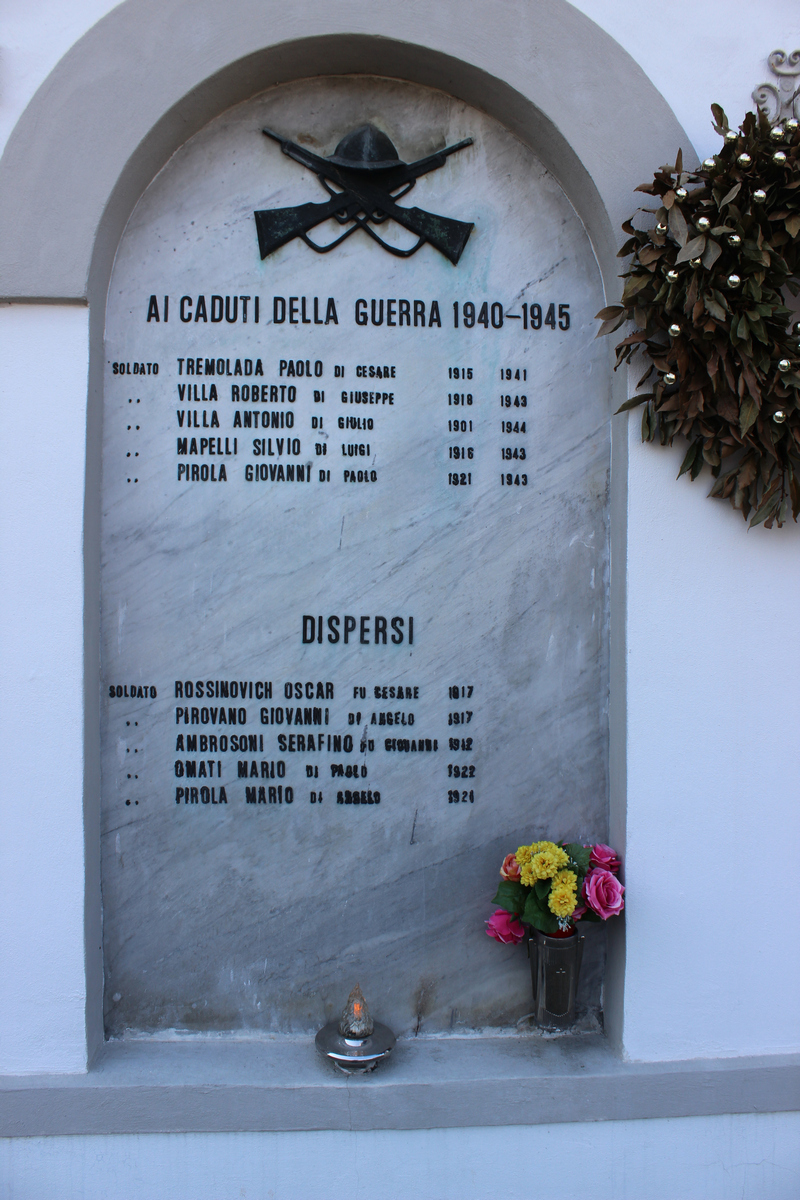 AI CADUTI DELLA GUERRA 1940-1945
SOLDATO TREMOLADA PAOLO DI CESARE 1915 1941
,, VILLA ROBERTO DI GIUSEPPE 1918 1943
,, VILLA ANTONIO DI GIULIO 1901 1944
,, MAPELLI SILVIO DI LUIGI 1916 1943
,, PIROLA GIOVANNI DI PAOLO 1921 1943
DISPERSI
SOLDATO ROSSINOVICH OSCAR FU CESARE 1917
,, PIROVANO GIOVANNI DI ANGELO 1917
,, AMBROSONI SERAFINO FU GIOVANNI 1912
,, OMATI MARIO DI PAOLO 1922
,, PIROLA MARIO DI ANGELO